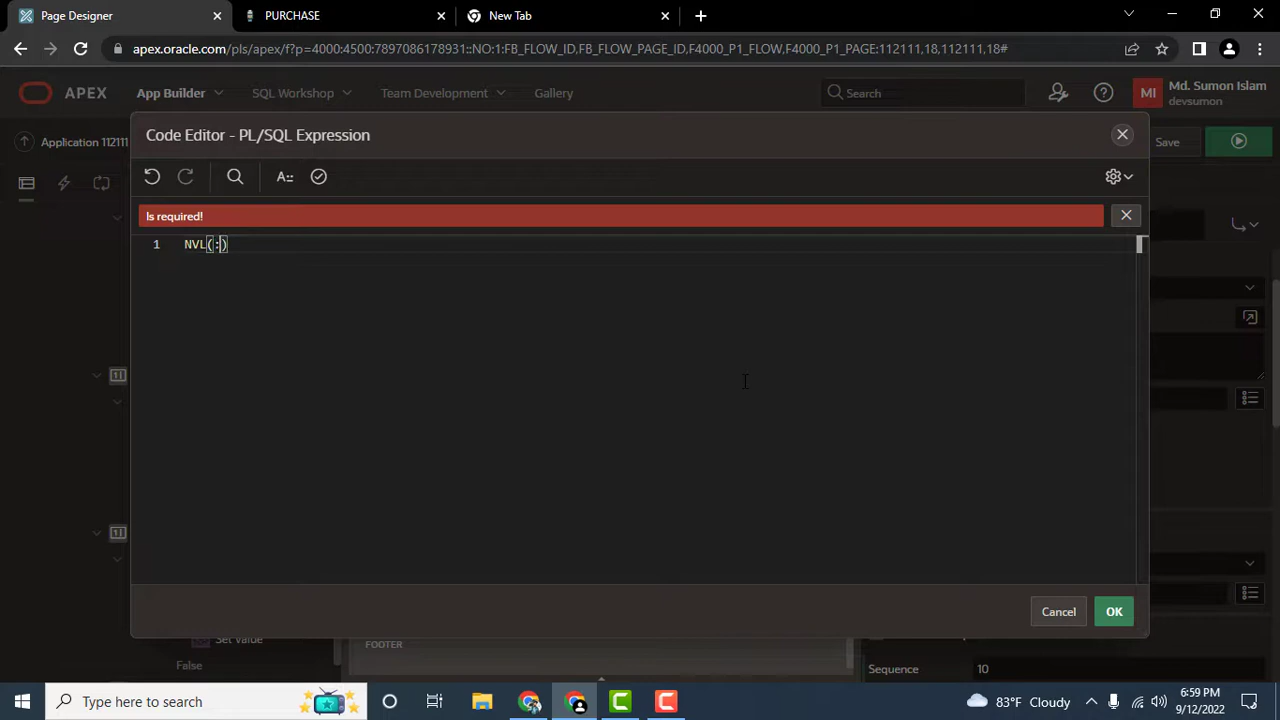 Page Designer
PURCHASE
New Tab
apex.oracle.com/pls/apex/f?p=4000:4500:7897086178931::NO:1:FB_FLOW_ID,FB_FLOW_PAGE_ID,F4000_P1_FLOW,F4000_P1_PAGE:112111,18,112111,18#
APEX
App Builder
SQL Workshop
Team Development
Gallery
Search
MI
Md. Sumon Islam
devsumon
Application 112111
Save
Code Editor - PL/SQL Expression
Is required!
1 NVL(:)
Cancel
OK
Set Value
FOOTER
False
Sequence
10
Type here to search
83°F Cloudy
6:59 PM
9/12/2022